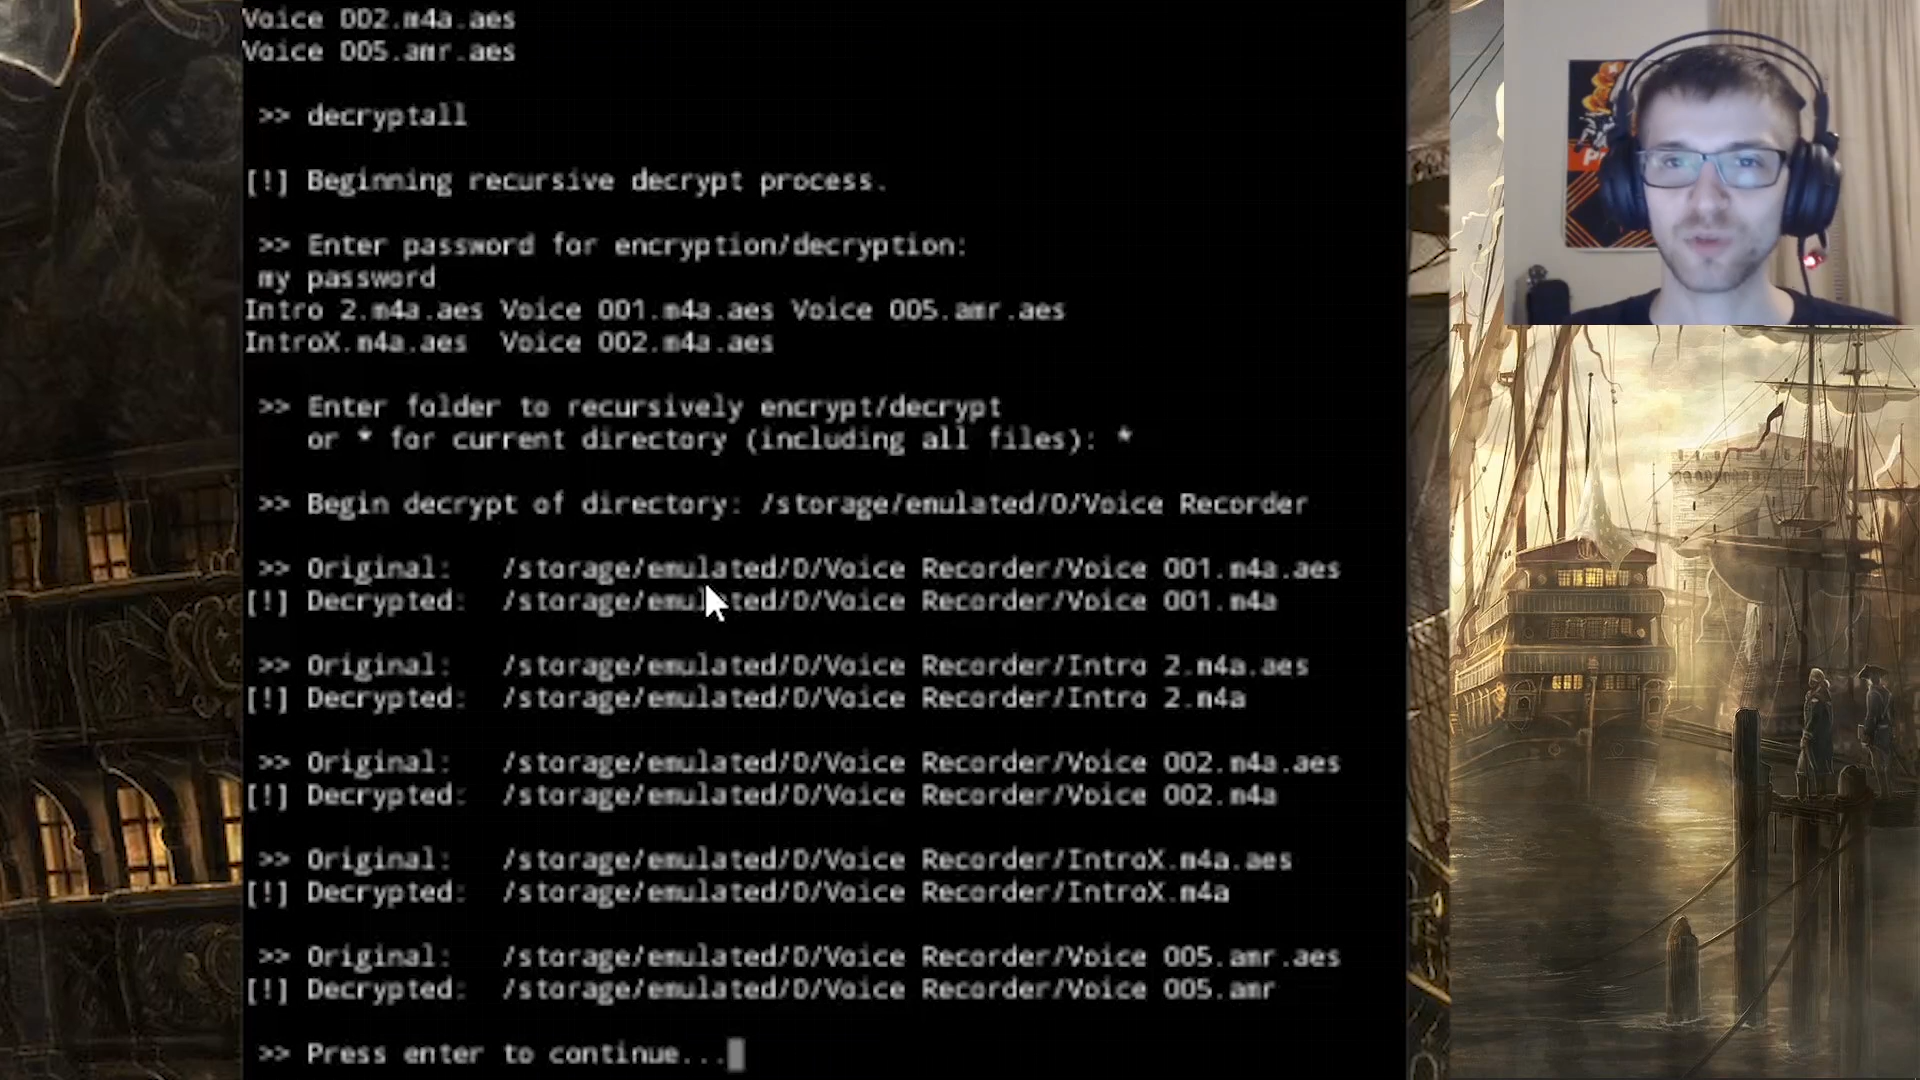 Voice 002.m4a.aes
Voice 005.amr.aes
>> decryptall
[!] Beginning recursive decrypt process.
>> Enter password for encryption/decryption:
my password
Intro 2.m4a.aes Voice 001.m4a.aes Voice 005.amr.aes
IntroX.m4a.aes Voice 002.m4a.aes
>> Enter folder to recursively encrypt/decrypt
or * for current directory (including all files): *
>> Begin decrypt of directory: /storage/emulated/0/Voice Recorder
>> Original: /storage/emulated/0/Voice Recorder/Voice 001.m4a.aes
[!] Decrypted: /storage/emulated/0/Voice Recorder/Voice 001.m4a
>> Original: /storage/emulated/0/Voice Recorder/Intro 2.m4a.aes
[!] Decrypted: /storage/emulated/0/Voice Recorder/Intro 2.m4a
>> Original: /storage/emulated/0/Voice Recorder/Voice 002.m4a.aes
[!] Decrypted: /storage/emulated/0/Voice Recorder/Voice 002.m4a
>> Original: /storage/emulated/0/Voice Recorder/IntroX.m4a.aes
[!] Decrypted: /storage/emulated/0/Voice Recorder/IntroX.m4a
>> Original: /storage/emulated/0/Voice Recorder/Voice 005.amr.aes
[!] Decrypted: /storage/emulated/0/Voice Recorder/Voice 005.amr
>> Press enter to continue...